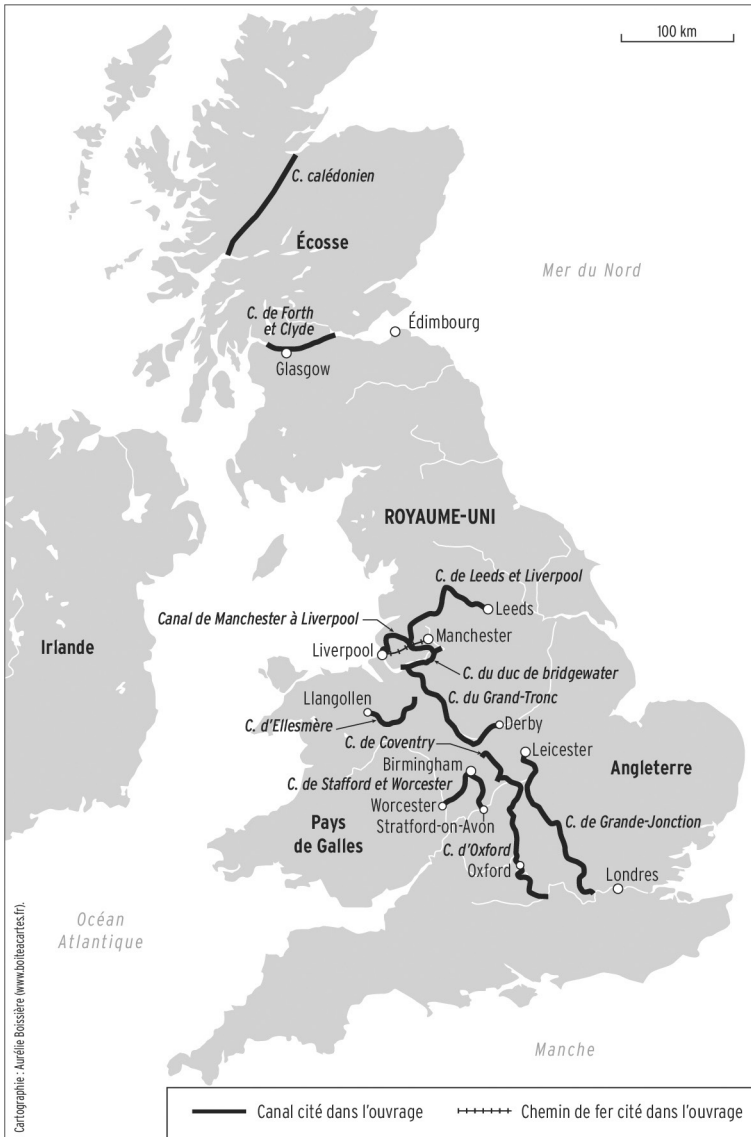 100 km
C. calédonien
Écosse
Mer du Nord
C. de Forth
et Clyde
Édimbourg
Glasgow
ROYAUME-UNI
C. de Leeds et Liverpool
Leeds
Canal de Manchester à Liverpool
Manchester
Irlande
Liverpool
C. du duc de bridgewater
Llangollen
C. du Grand-Tronc
C. d'Ellesmère
Derby
C. de Coventry
Leicester
Birmingham
Angleterre
C. de Stafford et Worcester
Worcester
Pays
de Galles
Stratford-on-Avon
C. de Grande-Jonction
C. d'Oxford
Oxford
Londres
Océan
Atlantique
Manche
Cartographie : Aurélie Boissière (www.boiteacartes.fr).
Canal cité dans l'ouvrage
Chemin de fer cité dans l'ouvrage